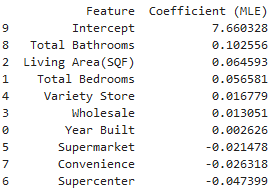 Feature Coefficient (MLE)
9 Intercept 7.660328
8 Total Bathrooms 0.102556
2 Living Area(SQF) 0.064593
1 Total Bedrooms 0.056581
4 Variety Store 0.016779
3 Wholesale 0.013051
0 Year Built 0.002626
5 Supermarket -0.021478
7 Convenience -0.026318
6 Supercenter -0.047399